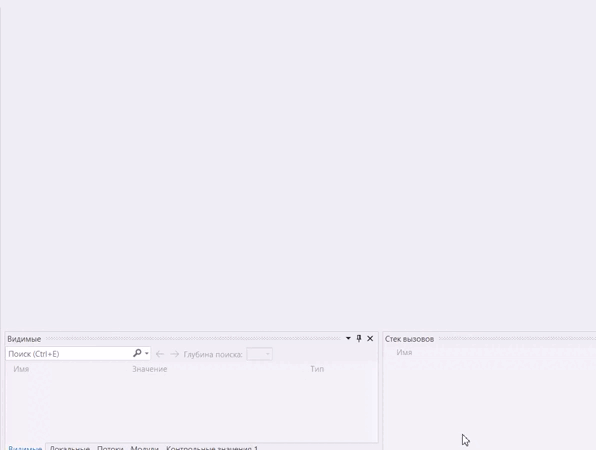 Видимые
Стек вызовов
Поиск (Ctrl+E)
Глубина поиска:
Имя
Имя
Значение
Тип
Видимые
Локальные
Потоки
Модули
Контрольные значения 1